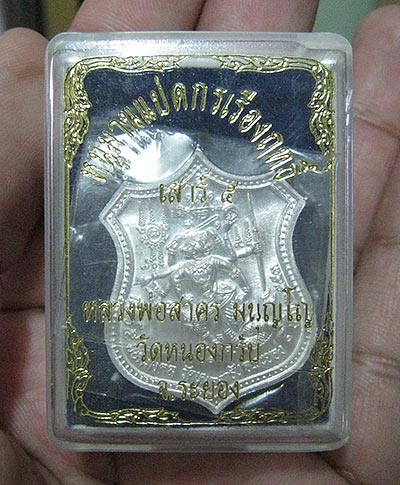 หนุมานแปดกรเรืองฤทธิ์
เสาร์ ๕
หลวงพ่อสาคร มนุญฺโญ
วัดหนองกรับ
จ.ระยอง